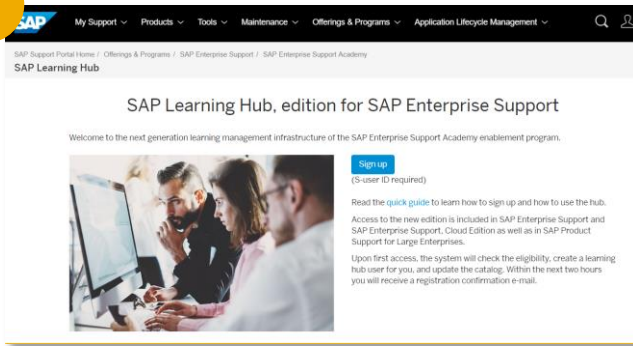 SAP My Support Products Tools Maintenance Offerings & Programs Application Lifecycle Management
SAP Support Portal Home / Offerings & Programs / SAP Enterprise Support / SAP Enterprise Support Academy
SAP Learning Hub
SAP Learning Hub, edition for SAP Enterprise Support
Welcome to the next generation learning management infrastructure of the SAP Enterprise Support Academy enablement program.
Sign up
(S-user ID required)
Read the quick guide to learn how to sign up and how to use the hub.
Access to the new edition is included in SAP Enterprise Support and
SAP Enterprise Support, Cloud Edition as well as in SAP Product
Support for Large Enterprises.
Upon first access, the system will check the eligibility, create a learning
hub user for you, and update the catalog. Within the next two hours
you will receive a registration confirmation e-mail.